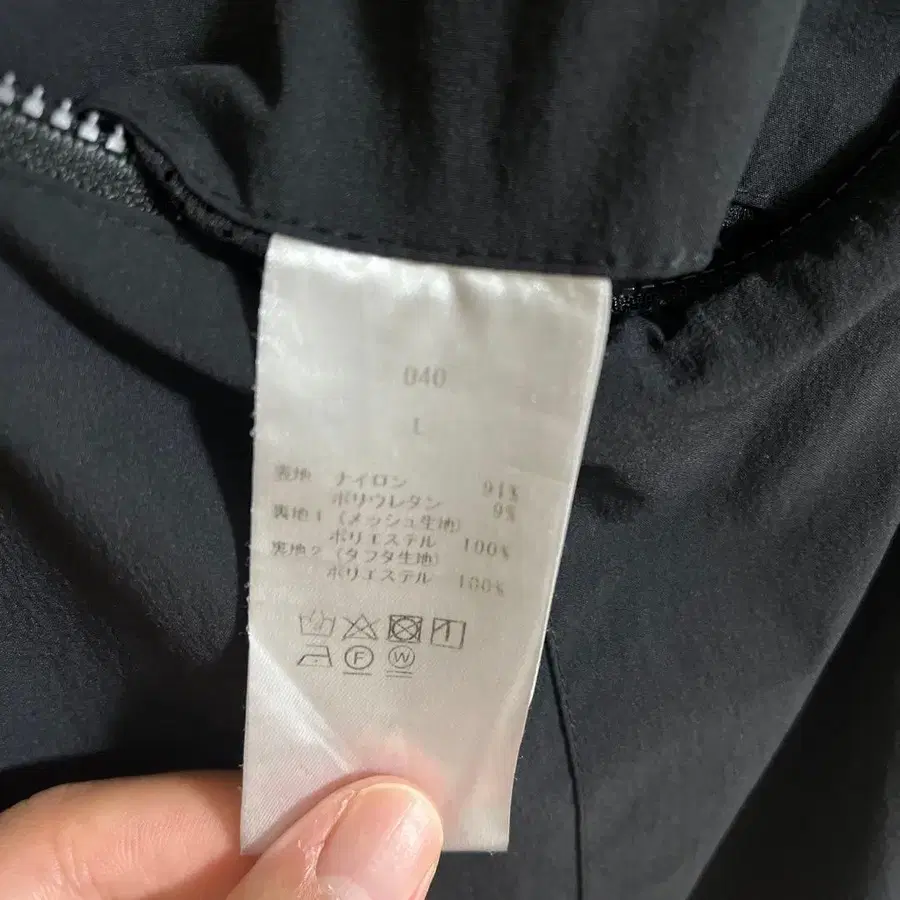 040
L
表地 ナイロン 91%
ポリウレタン 9%
裏地1 (メッシュ生地)
ポリエステル 100%
裏地2 (タフタ生地)
ポリエステル 100%
F W